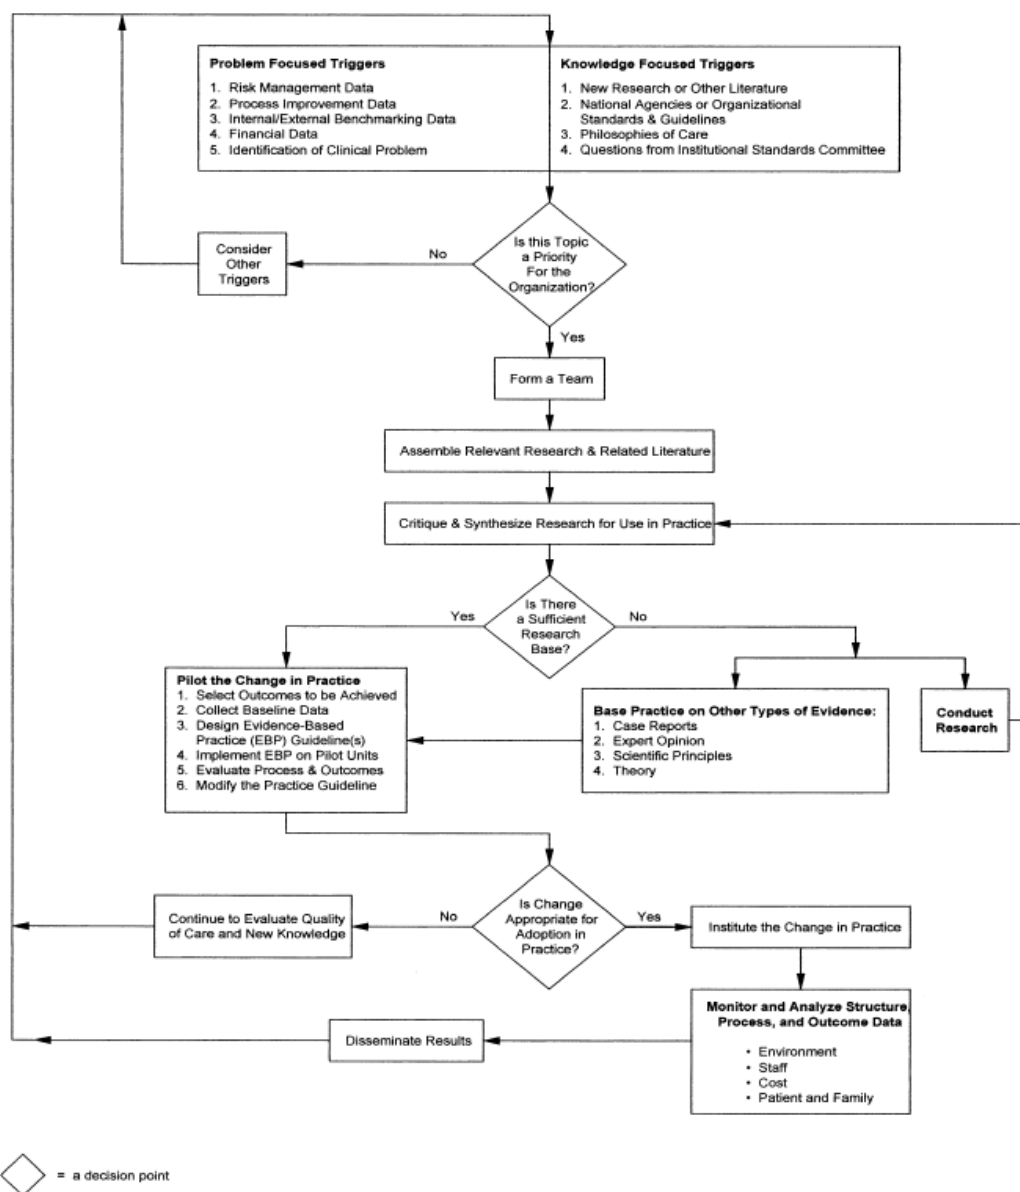 Problem Focused Triggers
1. Risk Management Data
2. Process Improvement Data
3. Internal/External Benchmarking Data
4. Financial Data
5. Identification of Clinical Problem
Knowledge Focused Triggers
1. New Research or Other Literature
2. National Agencies or Organizational
Standards & Guidelines
3. Philosophies of Care
4. Questions from Institutional Standards Committee
Consider
Other
Triggers
No
Is this Topic
a Priority
For the
Organization?
Yes
Form a Team
Assemble Relevant Research & Related Literature
Critique & Synthesize Research for Use in Practice
Yes
Is There
a Sufficient
Research
Base?
No
Pilot the Change in Practice
1. Select Outcomes to be Achieved
2. Collect Baseline Data
3. Design Evidence-Based
Practice (EBP) Guideline(s)
4. Implement EBP on Pilot Units
5. Evaluate Process & Outcomes
6. Modify the Practice Guideline
Base Practice on Other Types of Evidence:
1. Case Reports
2. Expert Opinion
3. Scientific Principles
4. Theory
Conduct
Research
Continue to Evaluate Quality
of Care and New Knowledge
No
Is Change
Appropriate for
Adoption in
Practice?
Yes
Institute the Change in Practice
Monitor and Analyze Structure,
Process, and Outcome Data
• Environment
• Staff
• Cost
• Patient and Family
Disseminate Results
= a decision point